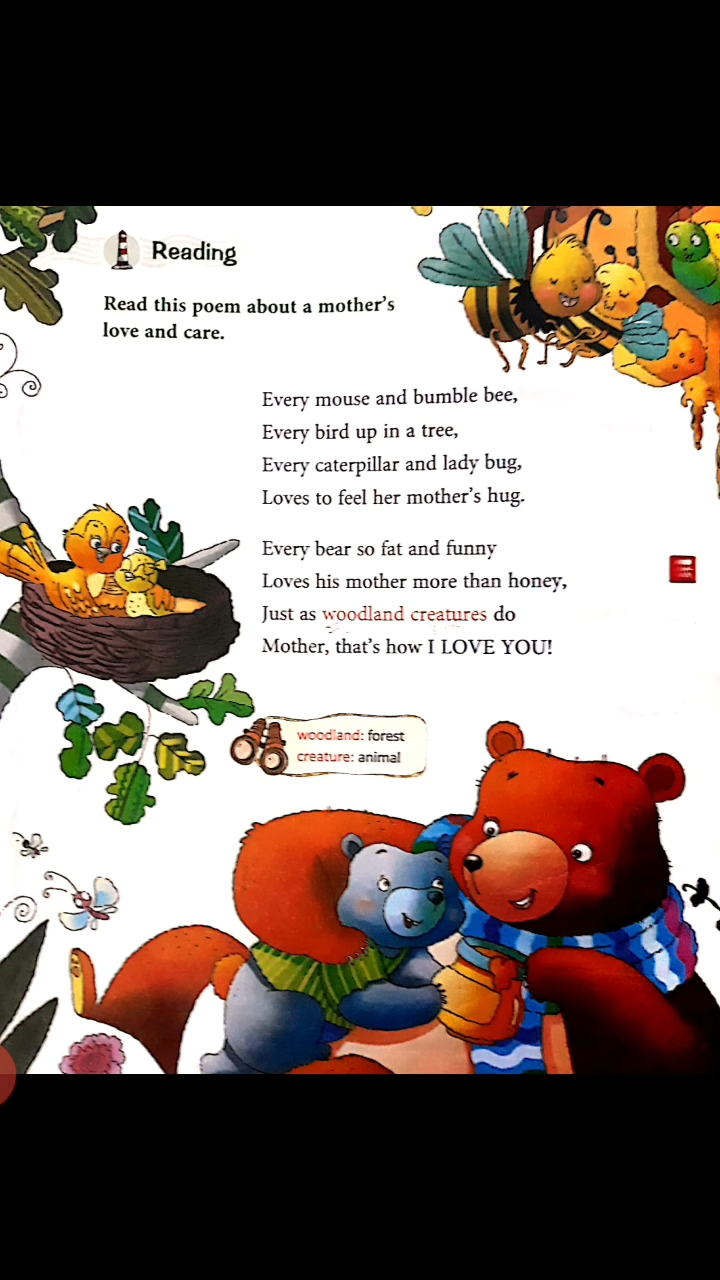 Reading
Read this poem about a mother's
love and care.
Every mouse and bumble bee,
Every bird up in a tree,
Every caterpillar and lady bug,
Loves to feel her mother's hug.
Every bear so fat and funny
Loves his mother more than honey,
Just as woodland creatures do
Mother, that's how I LOVE YOU!
woodland: forest
creature: animal